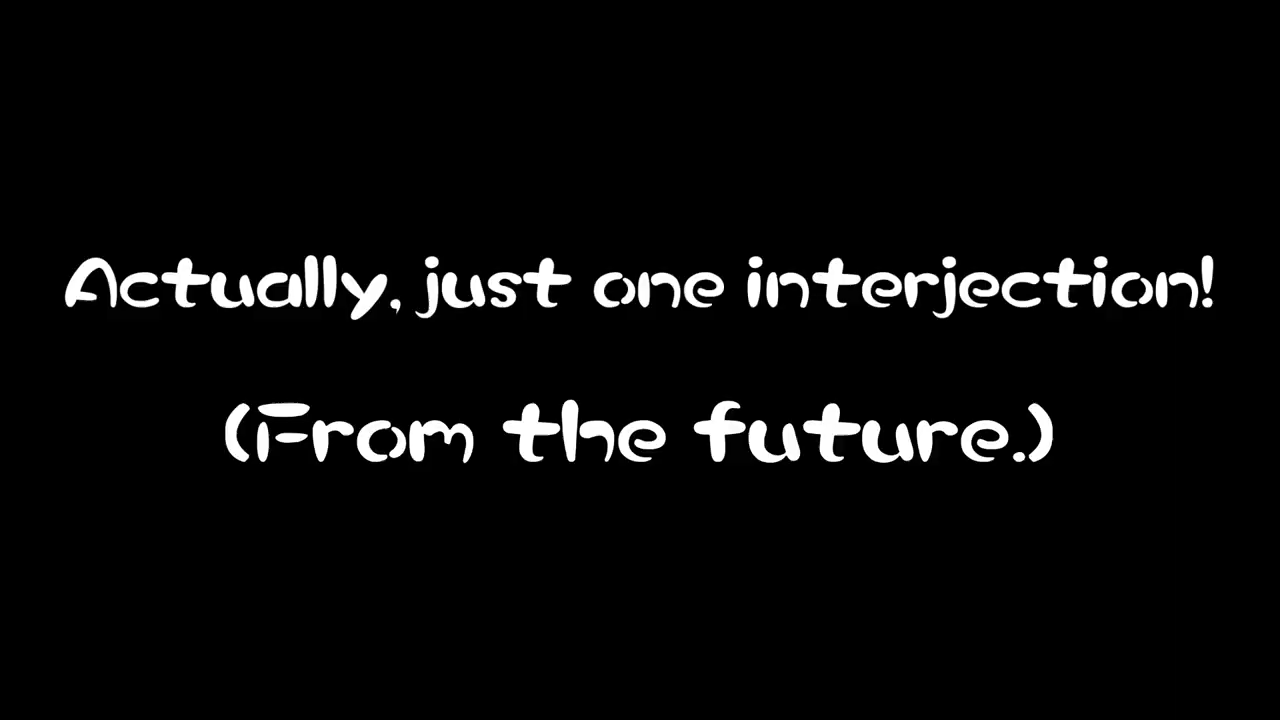 Actually, just one interjection!
(From the future.)